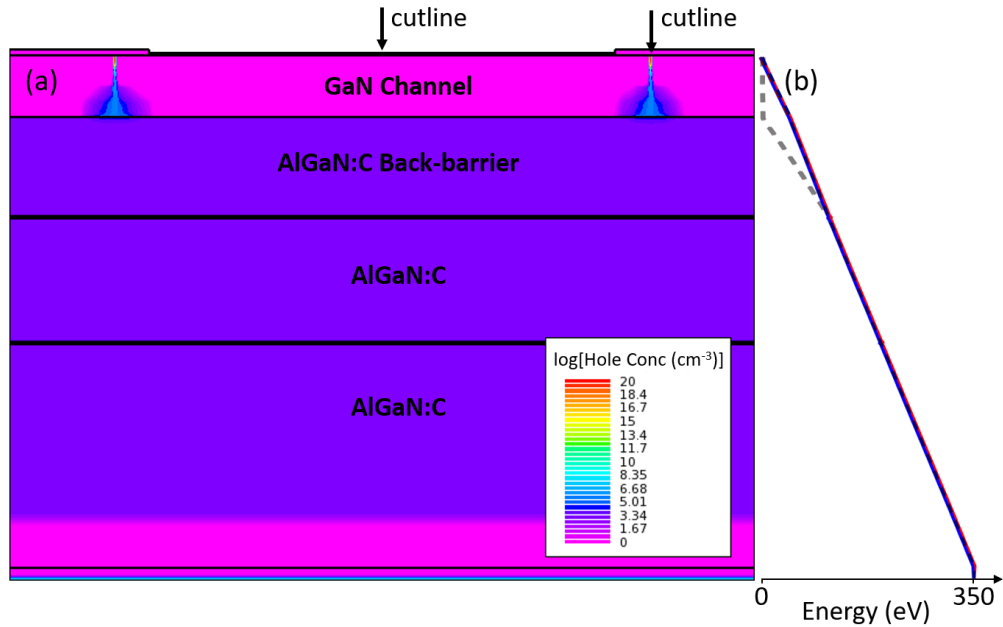 cutline
cutline
(a)
GaN Channel
(b)
AlGaN:C Back-barrier
AlGaN:C
AlGaN:C
log[Hole Conc (cm⁻³)]
20
18.4
16.7
15
13.4
11.7
10
8.35
6.68
5.01
3.34
1.67
0
0
350
Energy (eV)